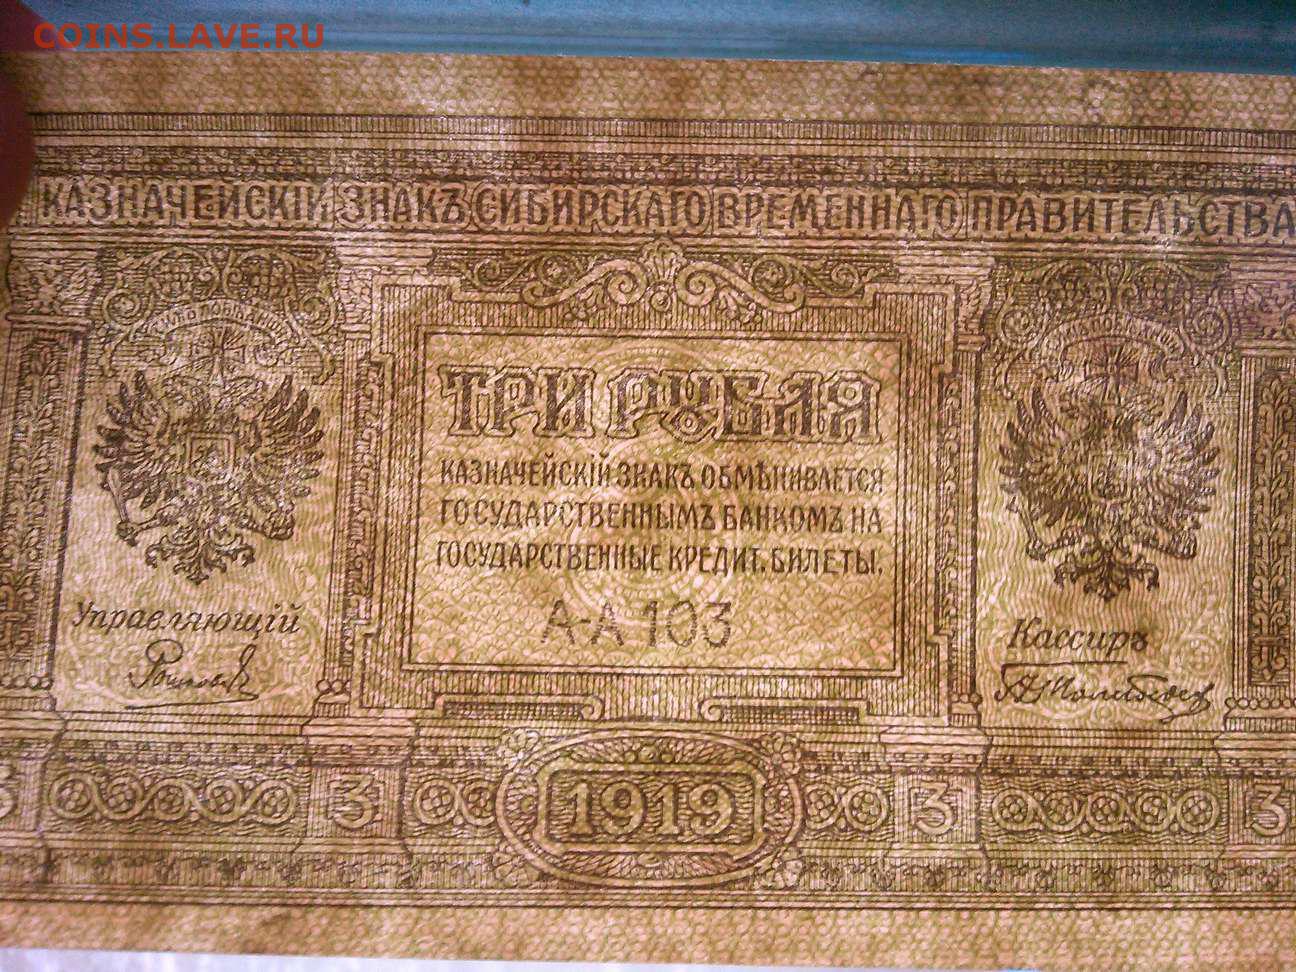 COINS.LAVE.RU
КАЗНАЧЕЙСКІЙ ЗНАКЪ СИБИРСКАГО ВРЕМЕННАГО ПРАВИТЕЛЬСТВА
ТРИ РУБЛЯ
КАЗНАЧЕЙСКІЙ ЗНАКЪ ОБМѢНИВАЕТСЯ
ГОСУДАРСТВЕННЫМЪ БАНКОМЪ НА
ГОСУДАРСТВЕННЫЕ КРЕДИТ. БИЛЕТЫ.
А-А 103
Управляющій
Кассиръ
1919
3 3 3